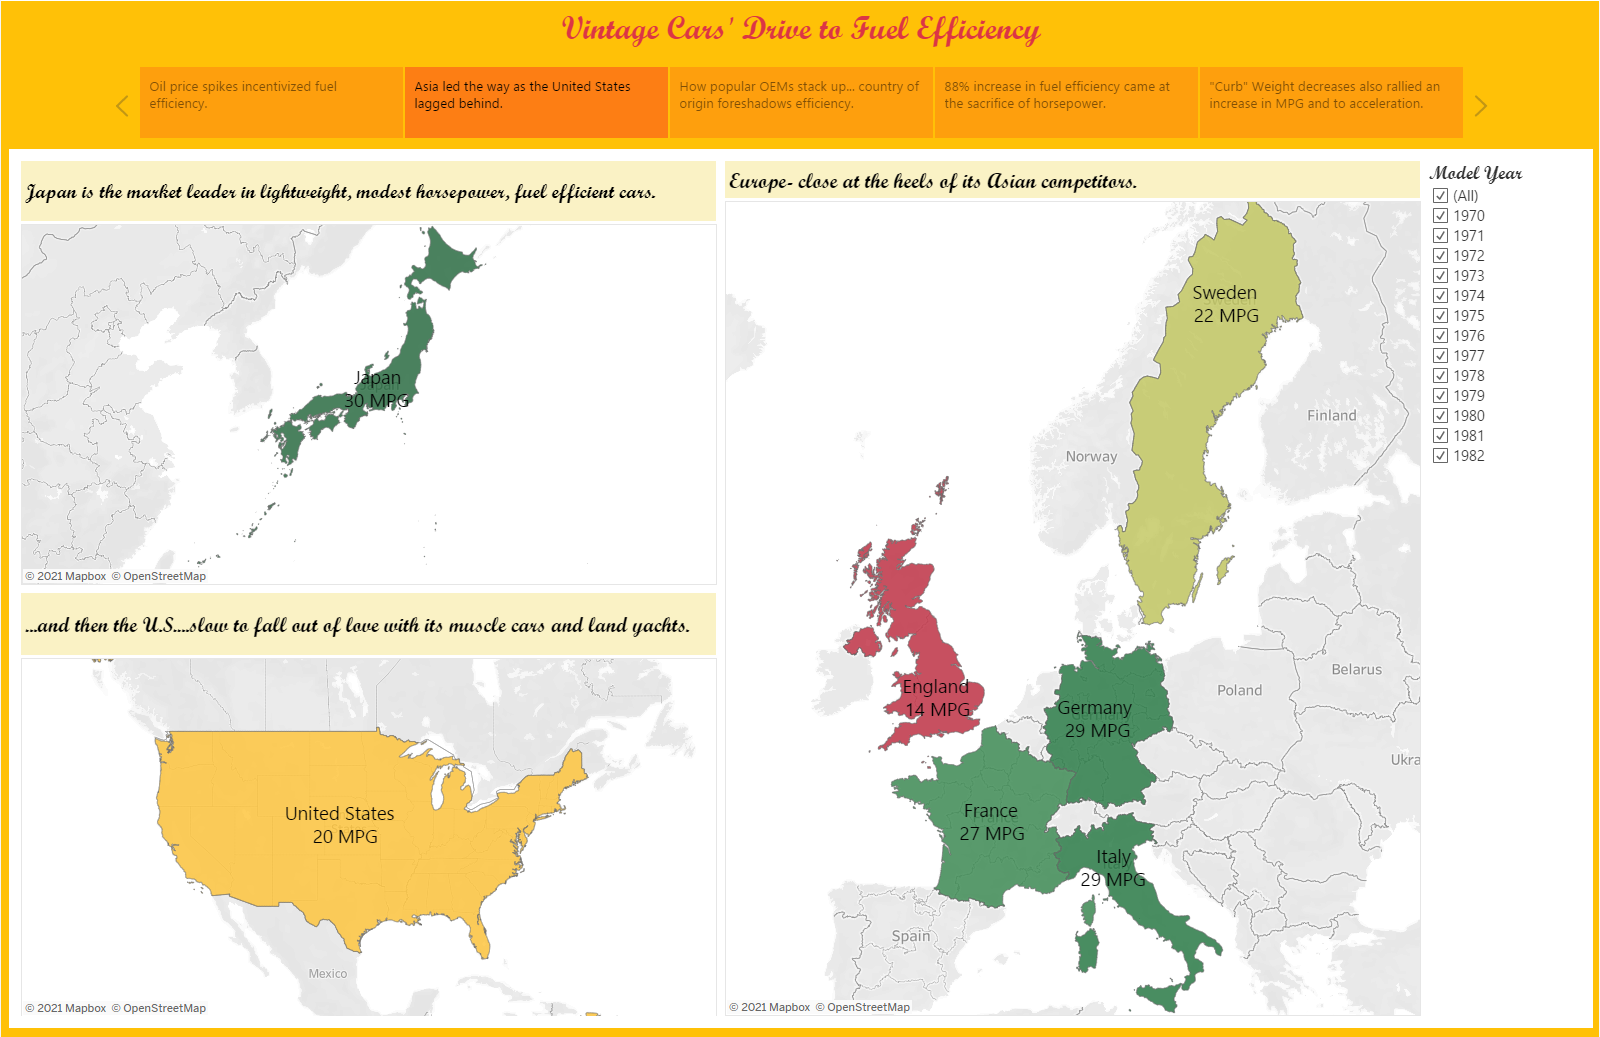 Vintage Cars' Drive to Fuel Efficiency
Oil price spikes incentivized fuel
efficiency.
Asia led the way as the United States
lagged behind.
How popular OEMs stack up... country of
origin foreshadows efficiency.
88% increase in fuel efficiency came at
the sacrifice of horsepower.
"Curb" Weight decreases also rallied an
increase in MPG and to acceleration.
Japan is the market leader in lightweight, modest horsepower, fuel efficient cars.
Japan
30 MPG
© 2021 Mapbox © OpenStreetMap
...and then the U.S....slow to fall out of love with its muscle cars and land yachts.
United States
20 MPG
Mexico
© 2021 Mapbox © OpenStreetMap
Europe- close at the heels of its Asian competitors.
Sweden
22 MPG
Finland
Norway
England
14 MPG
Germany
29 MPG
Poland
Belarus
Ukra
France
27 MPG
Italy
29 MPG
Spain
© 2021 Mapbox © OpenStreetMap
Model Year
(All)
1970
1971
1972
1973
1974
1975
1976
1977
1978
1979
1980
1981
1982